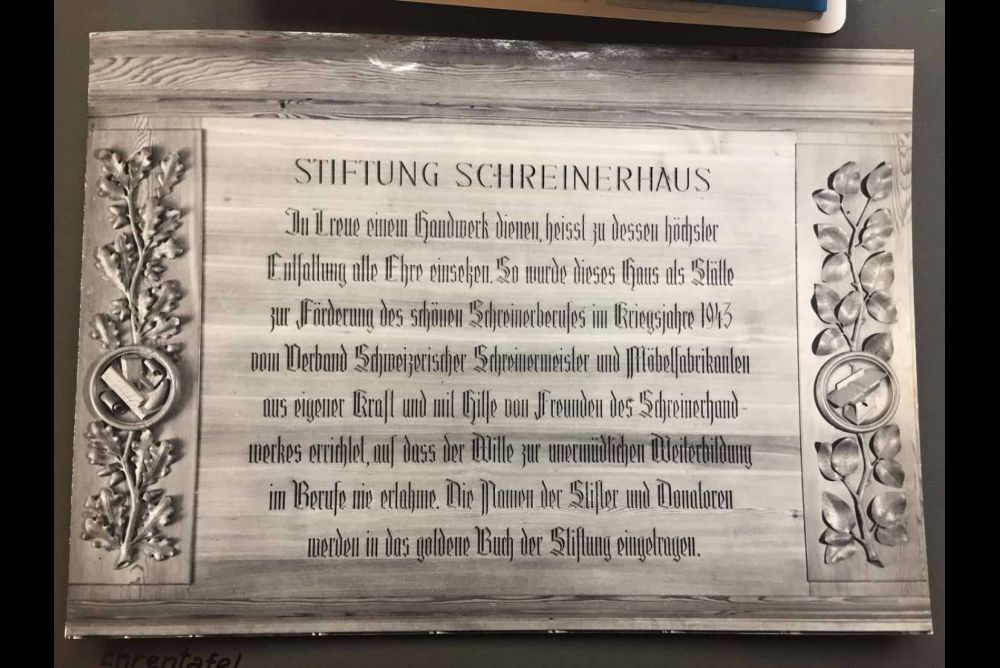 STIFTUNG SCHREINERHAUS
In Treue einem Handwerk dienen, heisst zu dessen höchster
Entfaltung alle Ehre einsetzen. So wurde dieses Haus als Stätte
zur Förderung des schönen Schreinerberufes im Kriegsjahre 1943
vom Verband Schweizerischer Schreinermeister und Möbelfabrikanten
aus eigener Kraft und mit Hilfe von Freunden des Schreinerhand-
werkes errichtet, auf dass der Wille zur unermüdlichen Weiterbildung
im Berufe nie erlahme. Die Namen der Stifter und Donatoren
werden in das goldene Buch der Stiftung eingetragen.
Ehrentafel